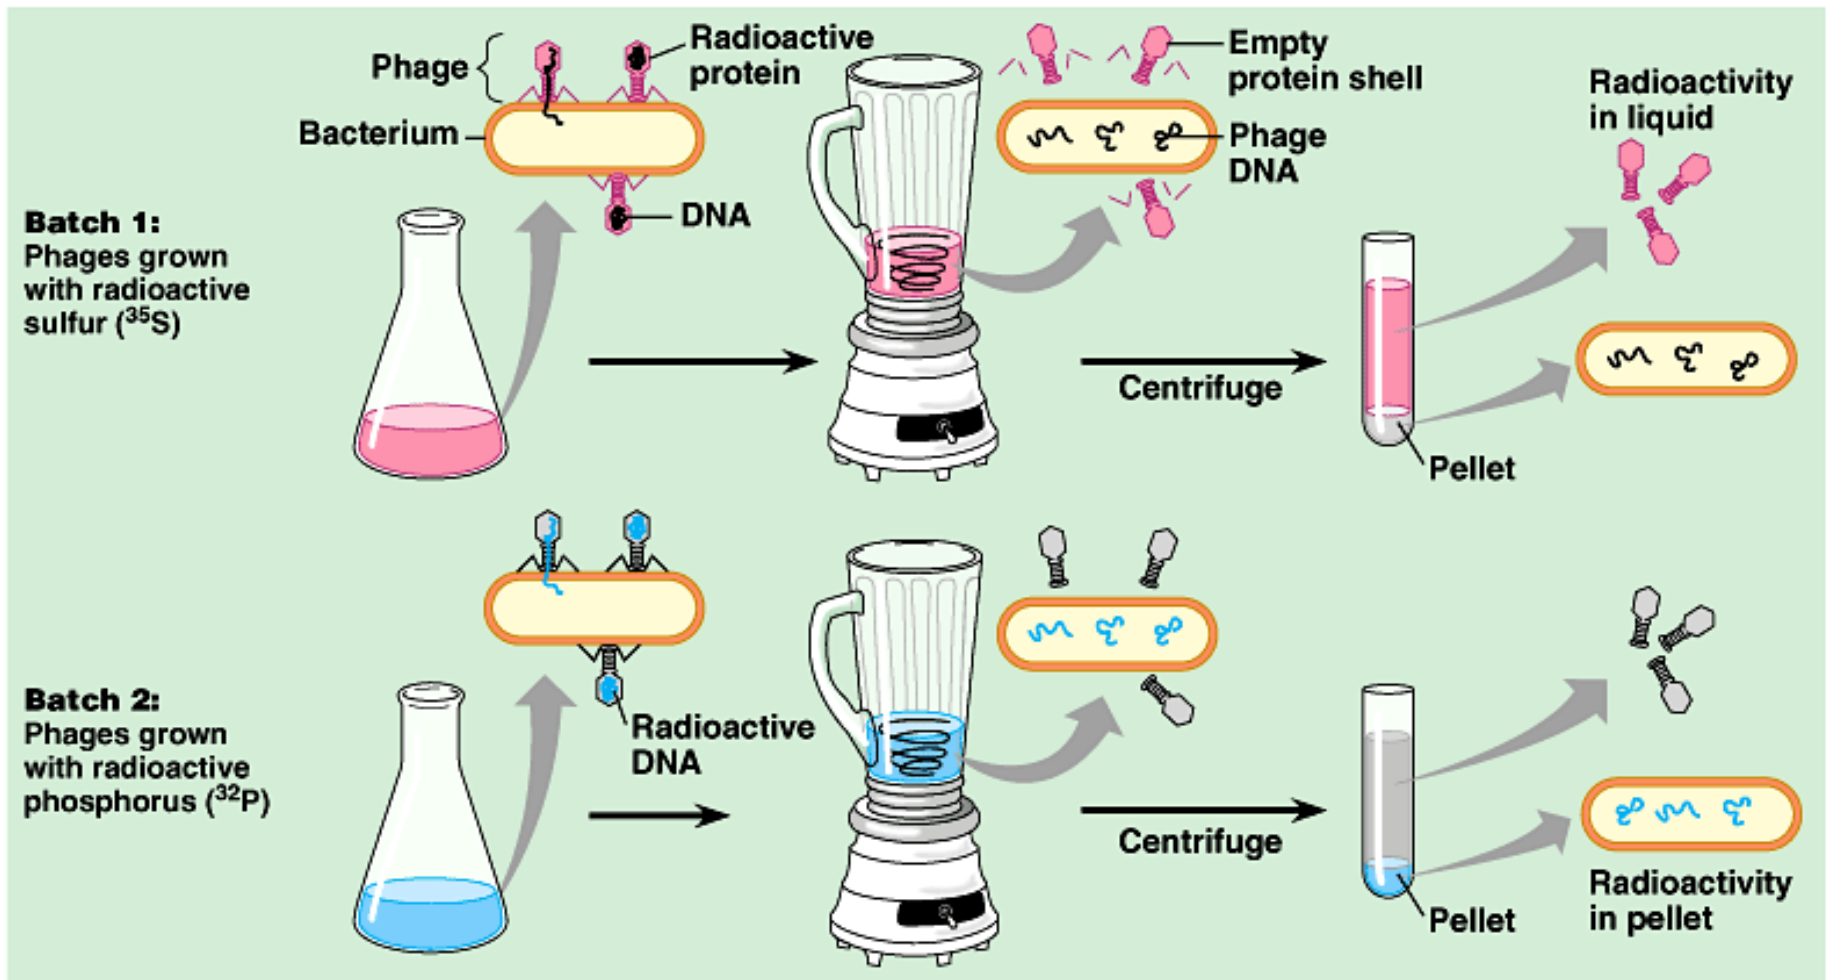 Phage
Radioactive
protein
Bacterium
DNA
Empty
protein shell
Phage
DNA
Radioactivity
in liquid
Batch 1:
Phages grown
with radioactive
sulfur (³⁵S)
Centrifuge
Pellet
Batch 2:
Phages grown
with radioactive
phosphorus (³²P)
Radioactive
DNA
Centrifuge
Pellet
Radioactivity
in pellet